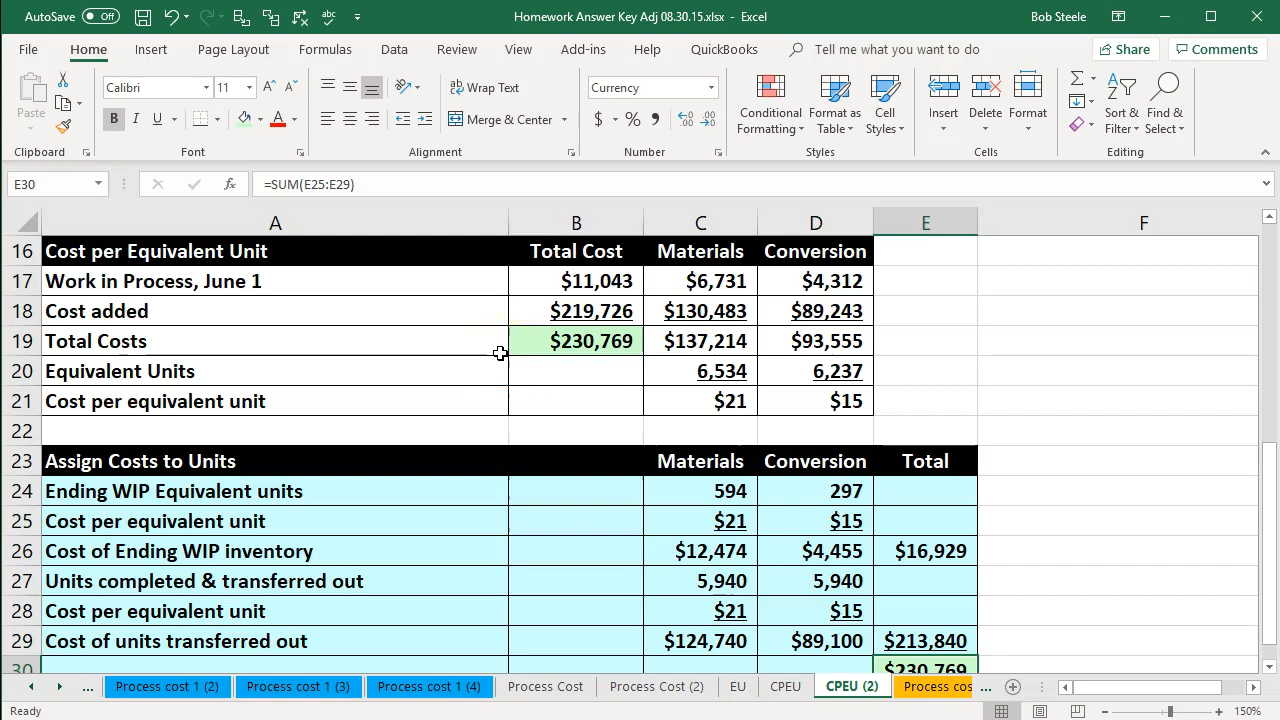 AutoSave Off Homework Answer Key Adj 08.30.15.xlsx - Excel Bob Steele
File Home Insert Page Layout Formulas Data Review View Add-ins Help QuickBooks Tell me what you want to do Share Comments
Paste Calibri 11 Wrap Text Currency Conditional Formatting Format as Table Cell Styles Insert Delete Format Sort & Filter Find & Select
B I U Merge & Center $ % ,
Clipboard Font Alignment Number Styles Cells Editing
E30 fx =SUM(E25:E29)
A B C D E F
16 Cost per Equivalent Unit Total Cost Materials Conversion
17 Work in Process, June 1 $11,043 $6,731 $4,312
18 Cost added $219,726 $130,483 $89,243
19 Total Costs $230,769 $137,214 $93,555
20 Equivalent Units 6,534 6,237
21 Cost per equivalent unit $21 $15
22
23 Assign Costs to Units Materials Conversion Total
24 Ending WIP Equivalent units 594 297
25 Cost per equivalent unit $21 $15
26 Cost of Ending WIP inventory $12,474 $4,455 $16,929
27 Units completed & transferred out 5,940 5,940
28 Cost per equivalent unit $21 $15
29 Cost of units transferred out $124,740 $89,100 $213,840
30 $230,769
... Process cost 1 (2) Process cost 1 (3) Process cost 1 (4) Process Cost Process Cost (2) EU CPEU CPEU (2) Process cos ...
Ready 150%